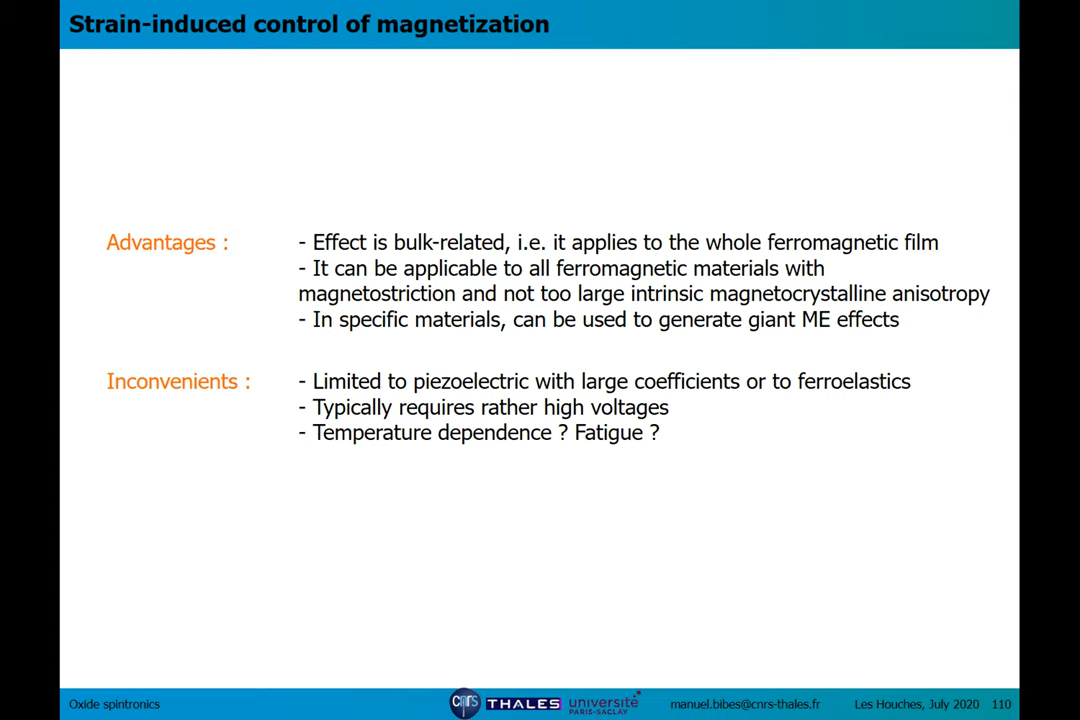 Strain-induced control of magnetization
Advantages :
- Effect is bulk-related, i.e. it applies to the whole ferromagnetic film
- It can be applicable to all ferromagnetic materials with
magnetostriction and not too large intrinsic magnetocrystalline anisotropy
- In specific materials, can be used to generate giant ME effects
Inconvenients :
- Limited to piezoelectric with large coefficients or to ferroelastics
- Typically requires rather high voltages
- Temperature dependence ? Fatigue ?
Oxide spintronics
cnrs
THALES
université
PARIS-SACLAY
manuel.bibes@cnrs-thales.fr
Les Houches, July 2020
110